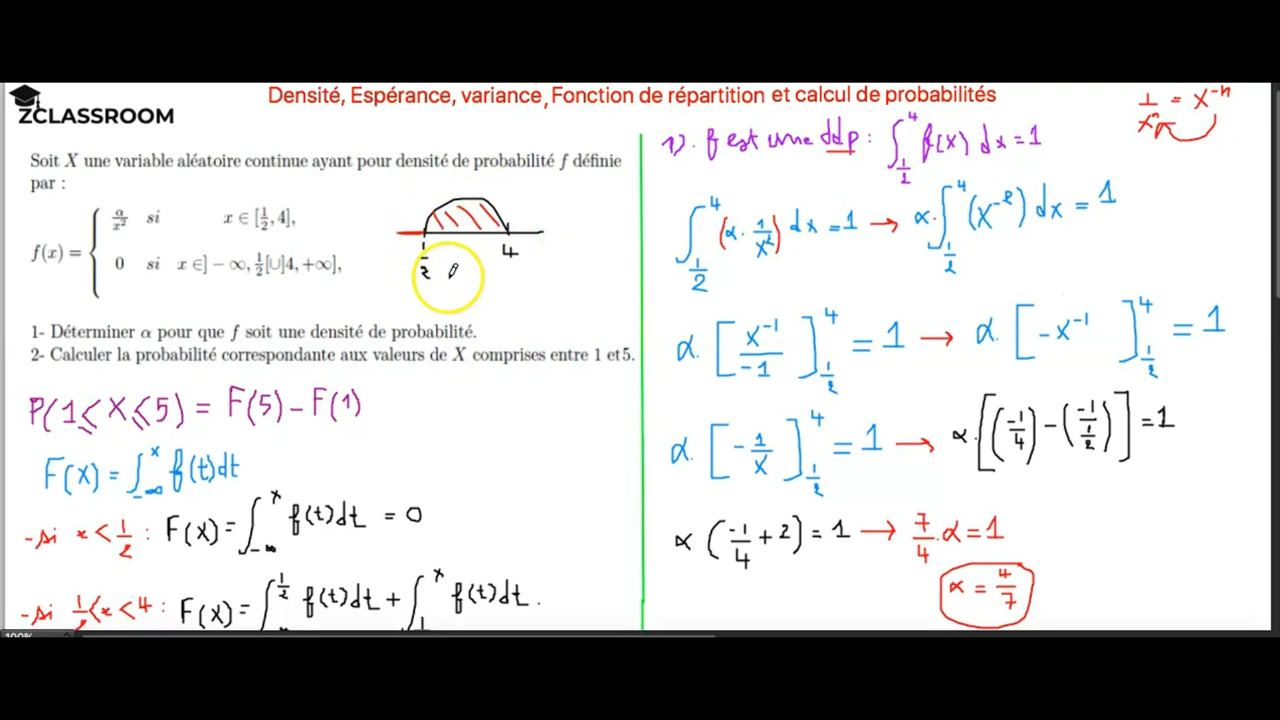 ZCLASSROOM
Densité, Espérance, variance, Fonction de répartition et calcul de probabilités
Soit X une variable aléatoire continue ayant pour densité de probabilité f définie
par :
f(x) = { α/x² si x ∈ [1/2, 4],
0 si x ∈] − ∞, 1/2[∪]4, +∞[,
1/2 4
1- Déterminer α pour que f soit une densité de probabilité.
2- Calculer la probabilité correspondante aux valeurs de X comprises entre 1 et 5.
P(1 ≤ X ≤ 5) = F(5) − F(1)
F(x) = ∫_{-∞}^{x} f(t)dt
- si x < 1/2 : F(x) = ∫_{-∞}^{x} f(t)dt = 0
- si 1/2 < x < 4 : F(x) = ∫^{1/2} f(t)dt + ∫^{x} f(t)dt.
1/xⁿ = x⁻ⁿ
1). f est une ddp : ∫_{1/2}^{4} f(x) dx = 1
∫_{1/2}^{4} (α · 1/x²) dx = 1 → α · ∫_{1/2}^{4} (x⁻²) dx = 1
α · [x⁻¹/−1]_{1/2}^{4} = 1 → α · [−x⁻¹]_{1/2}^{4} = 1
α · [−1/x]_{1/2}^{4} = 1 → α · [(−1/4) − (−1/(1/2))] = 1
α (−1/4 + 2) = 1 → 7/4 · α = 1
α = 4/7